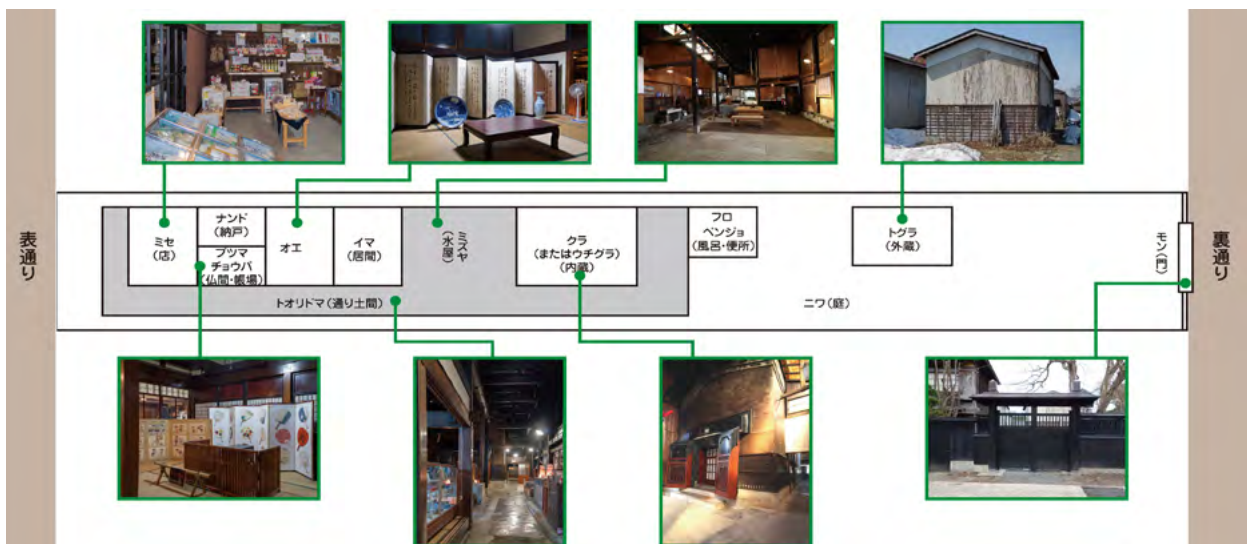 表通り
ミセ
(店)
ナンド
(納戸)
ブツマ
チョウバ
(仏間・帳場)
オエ
イマ
(居間)
ミズヤ
(水屋)
クラ
(またはウチグラ)
(内蔵)
フロ
ベンジョ
(風呂・便所)
トグラ
(外蔵)
モン(門)
トオリドマ(通り土間)
ニワ(庭)
裏通り